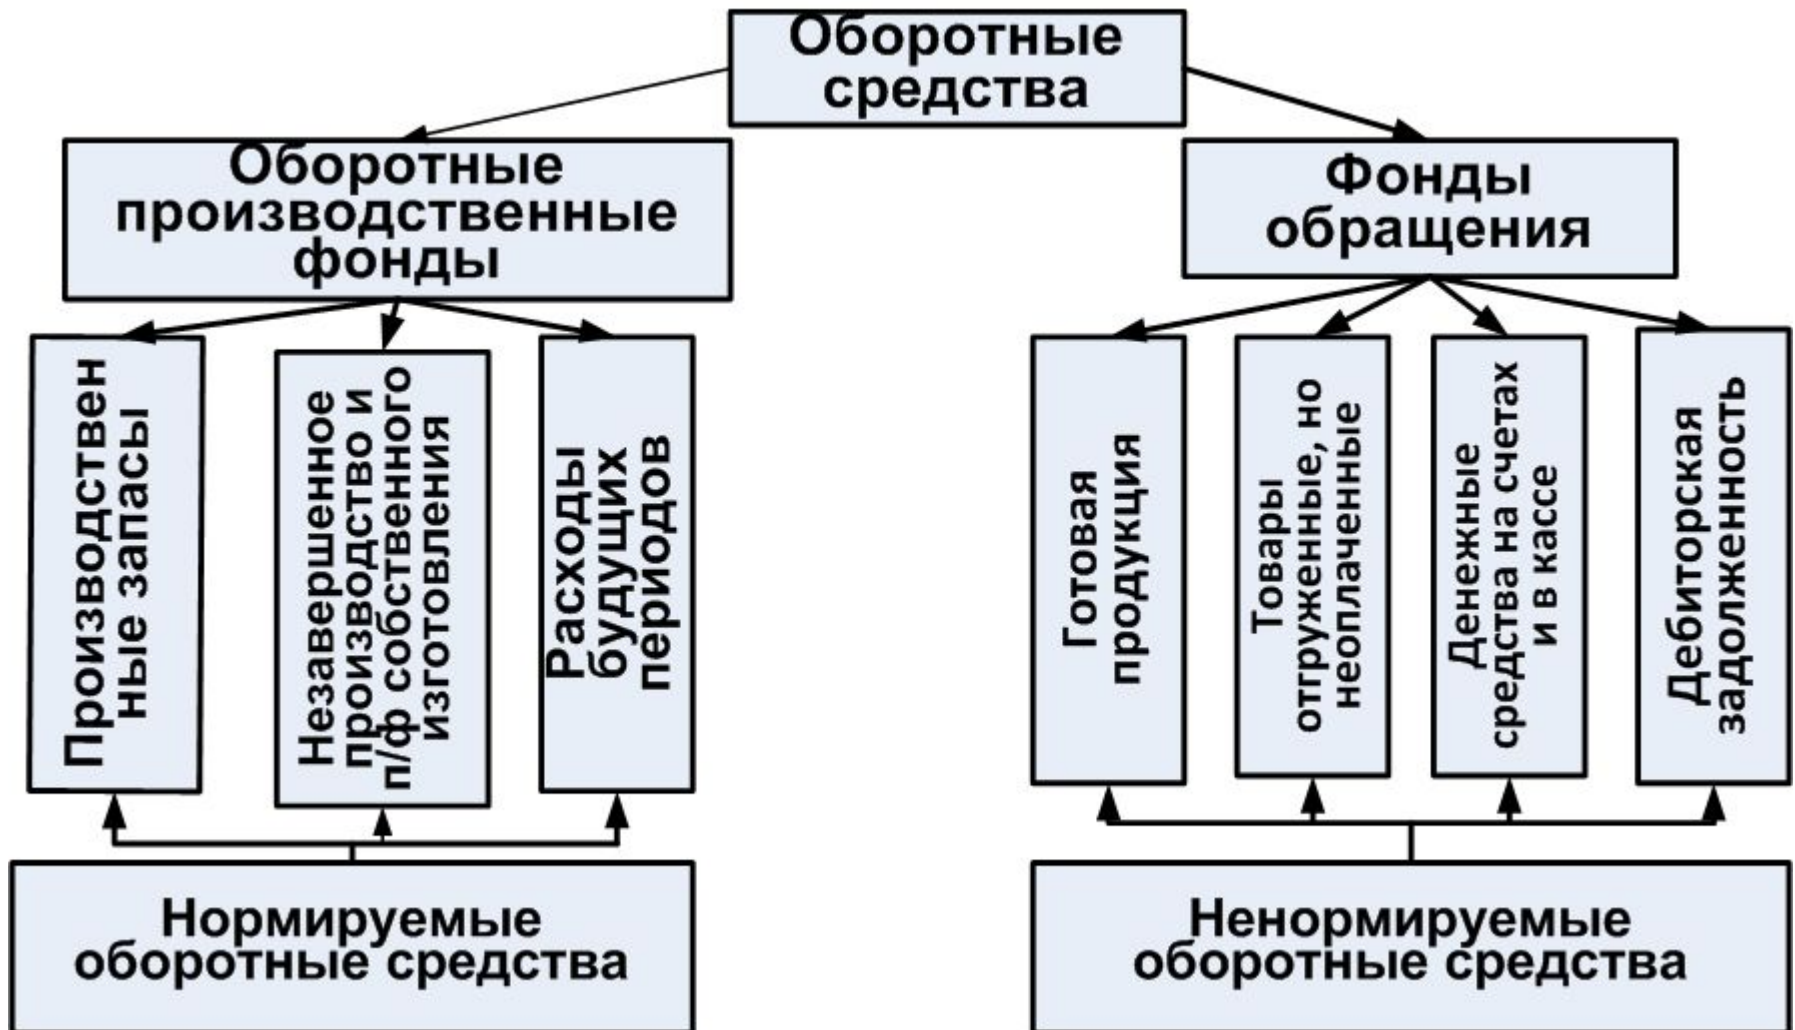 Оборотные
средства
Оборотные
производственные
фонды
Фонды
обращения
Производствен
ные запасы
Незавершенное
производство и
п/ф собственного
изготовления
Расходы
будущих
периодов
Готовая
продукция
Товары
отгруженные, но
неоплаченные
Денежные
средства на счетах
и в кассе
Дебиторская
задолженность
Нормируемые
оборотные средства
Ненормируемые
оборотные средства